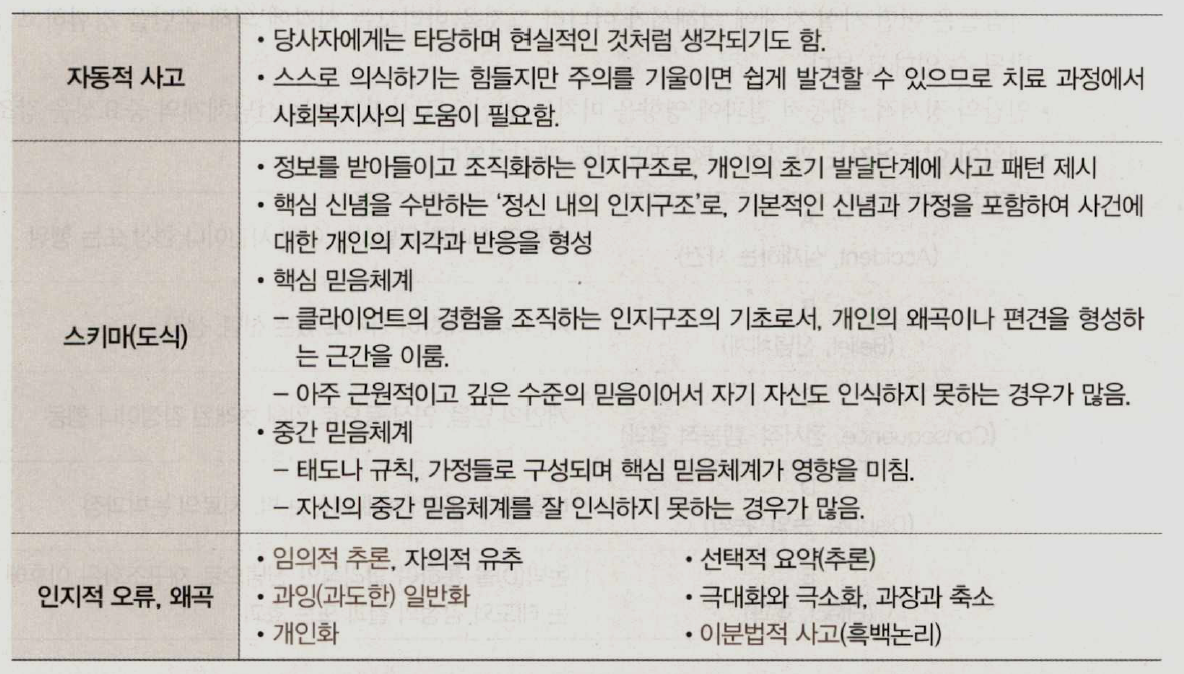 자동적 사고
• 당사자에게는 타당하며 현실적인 것처럼 생각되기도 함.
• 스스로 의식하기는 힘들지만 주의를 기울이면 쉽게 발견할 수 있으므로 치료 과정에서
사회복지사의 도움이 필요함.
스키마(도식)
• 정보를 받아들이고 조직화하는 인지구조로, 개인의 초기 발달단계에 사고 패턴 제시
• 핵심 신념을 수반하는 ‘정신 내의 인지구조’로, 기본적인 신념과 가정을 포함하여 사건에
대한 개인의 지각과 반응을 형성
• 핵심 믿음체계
– 클라이언트의 경험을 조직하는 인지구조의 기초로서, 개인의 왜곡이나 편견을 형성하
는 근간을 이룸.
– 아주 근원적이고 깊은 수준의 믿음이어서 자기 자신도 인식하지 못하는 경우가 많음.
• 중간 믿음체계
– 태도나 규칙, 가정들로 구성되며 핵심 믿음체계가 영향을 미침.
– 자신의 중간 믿음체계를 잘 인식하지 못하는 경우가 많음.
인지적 오류, 왜곡
• 임의적 추론, 자의적 유추
• 과잉(과도한) 일반화
• 개인화
• 선택적 요약(추론)
• 극대화와 극소화, 과장과 축소
• 이분법적 사고(흑백논리)